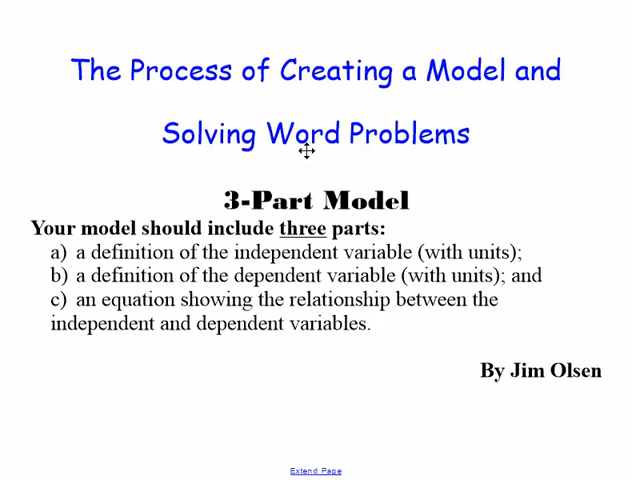 The Process of Creating a Model and
Solving Word Problems
3-Part Model
Your model should include three parts:
a) a definition of the independent variable (with units);
b) a definition of the dependent variable (with units); and
c) an equation showing the relationship between the
independent and dependent variables.
By Jim Olsen
Extend Page